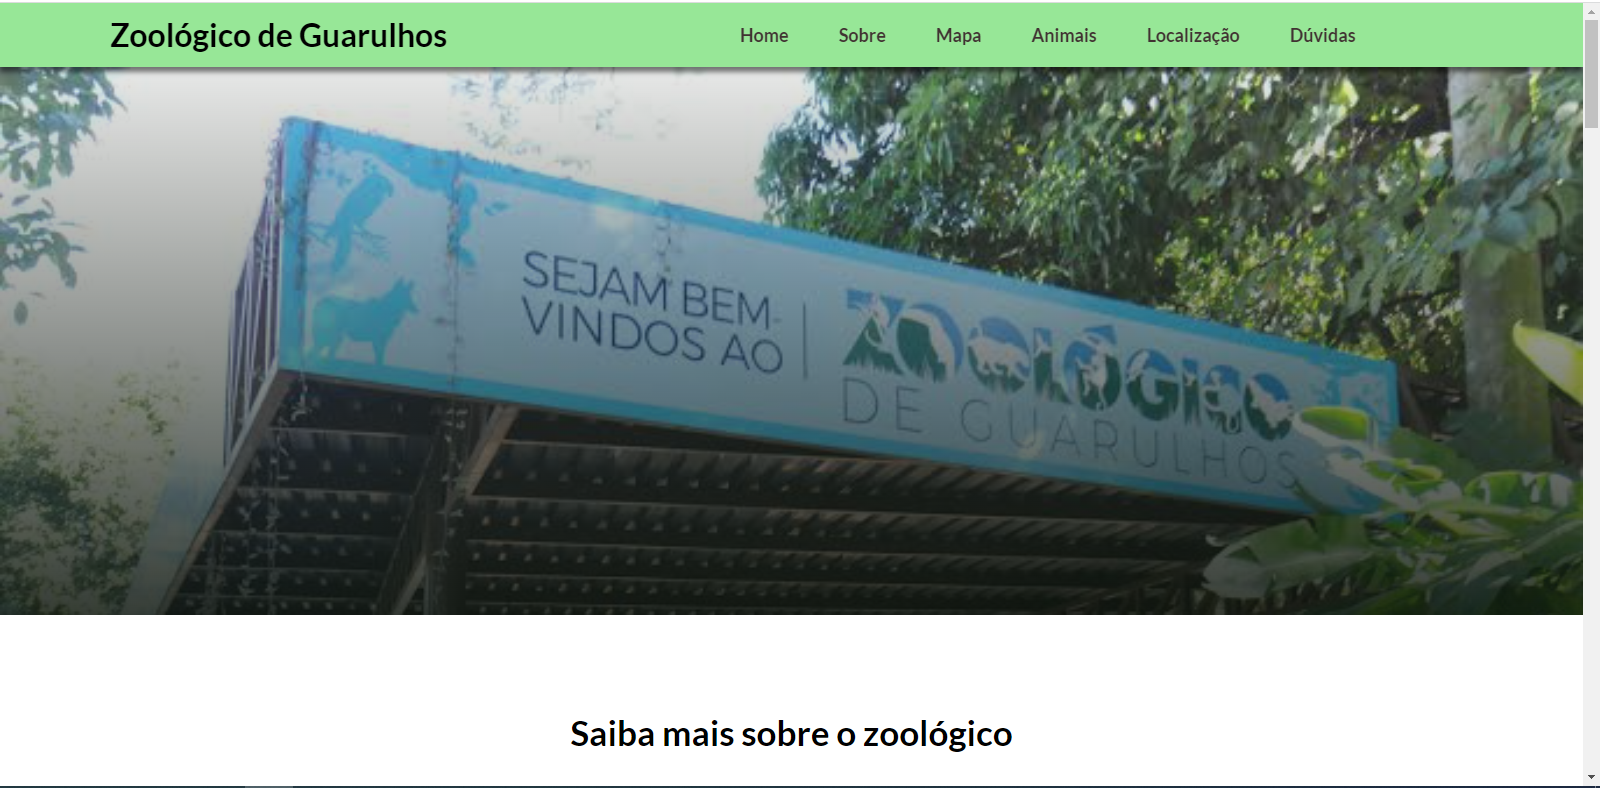 Zoológico de Guarulhos
Home Sobre Mapa Animais Localização Dúvidas
SEJAM BEM-
VINDOS AO
ZOOLÓGICO
DE GUARULHOS
Saiba mais sobre o zoológico